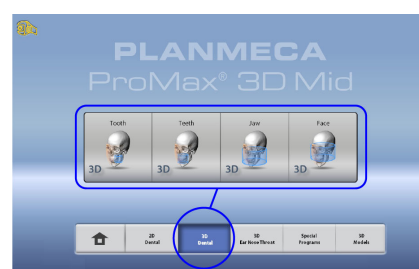 PLANMECA
ProMax® 3D Mid
Tooth Teeth Jaw Face
3D 3D 3D 3D
2D Dental
3D Dental
3D Ear Nose Throat
Special Programs
3D Models